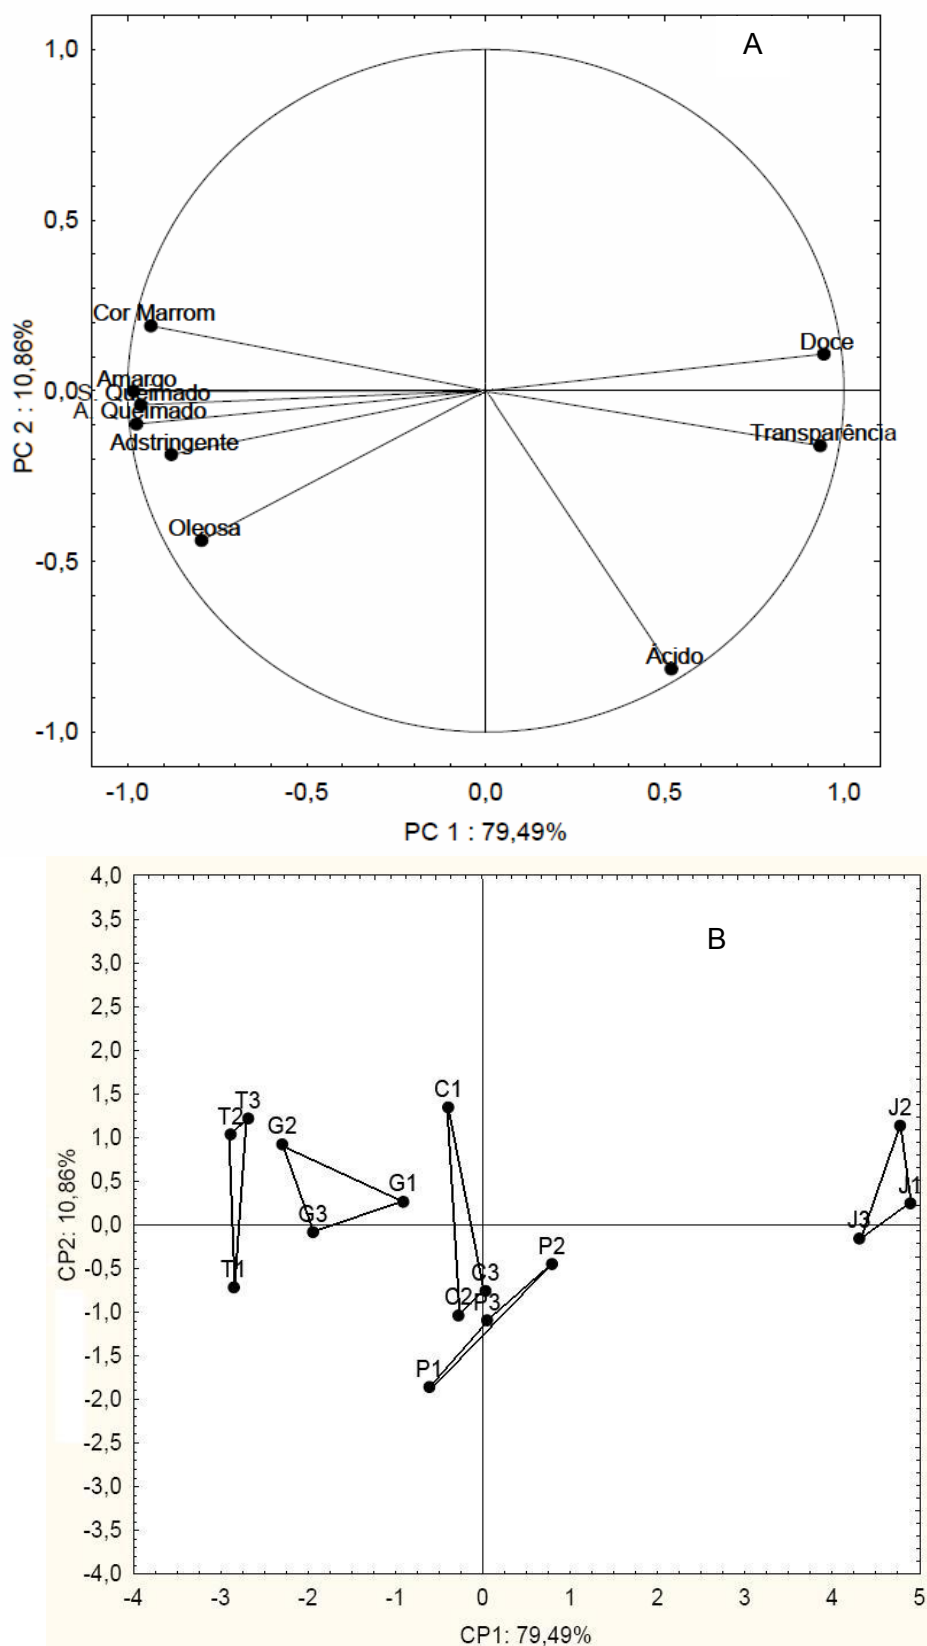 A
1,0
0,5
0,0
-0,5
-1,0
PC 2 : 10,86%
Cor Marrom
Amargo
S. Queimado
A. Queimado
Adstringente
Oleosa
Doce
Transparência
Ácido
-1,0 -0,5 0,0 0,5 1,0
PC 1 : 79,49%
B
4,0
3,5
3,0
2,5
2,0
1,5
1,0
0,5
0,0
-0,5
-1,0
-1,5
-2,0
-2,5
-3,0
-3,5
-4,0
CP2: 10,86%
T2
T3
T1
G2
G1
G3
C1
C3
C2
P3
P2
P1
J2
J1
J3
-4 -3 -2 -1 0 1 2 3 4 5
CP1: 79,49%